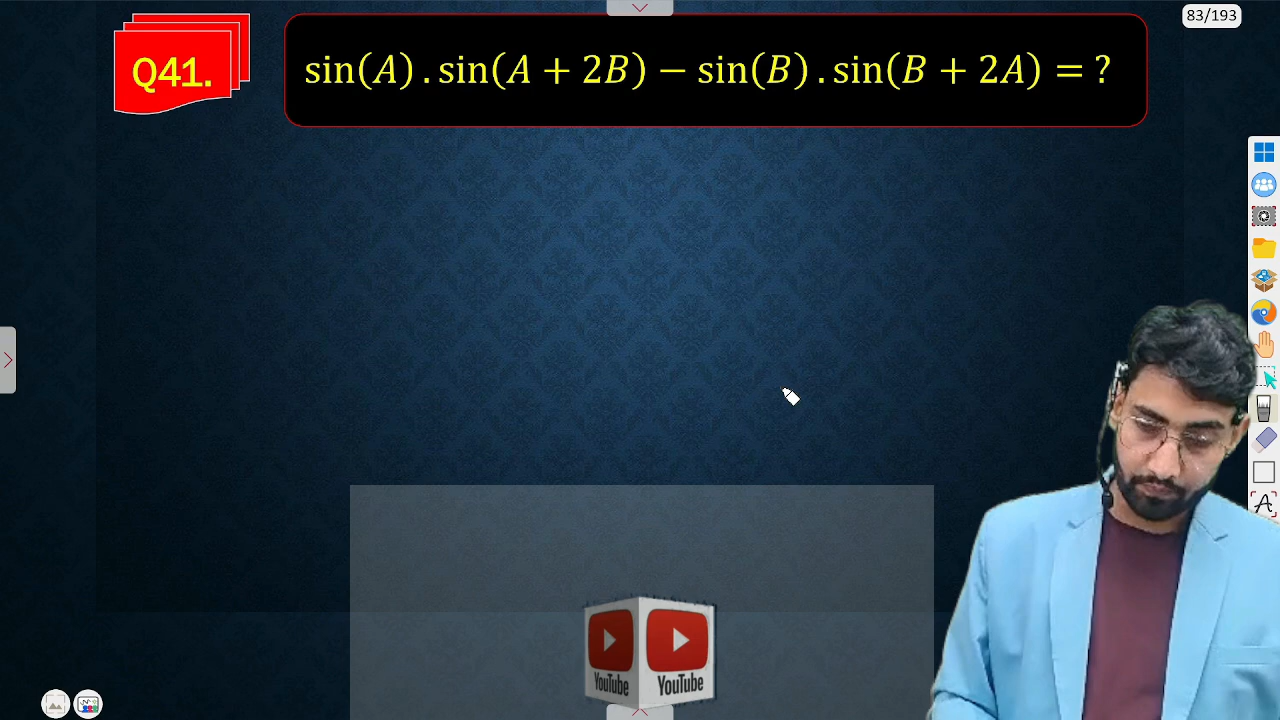 83/193
Q41.
sin(A) . sin(A + 2B) − sin(B) . sin(B + 2A) = ?
YouTube YouTube